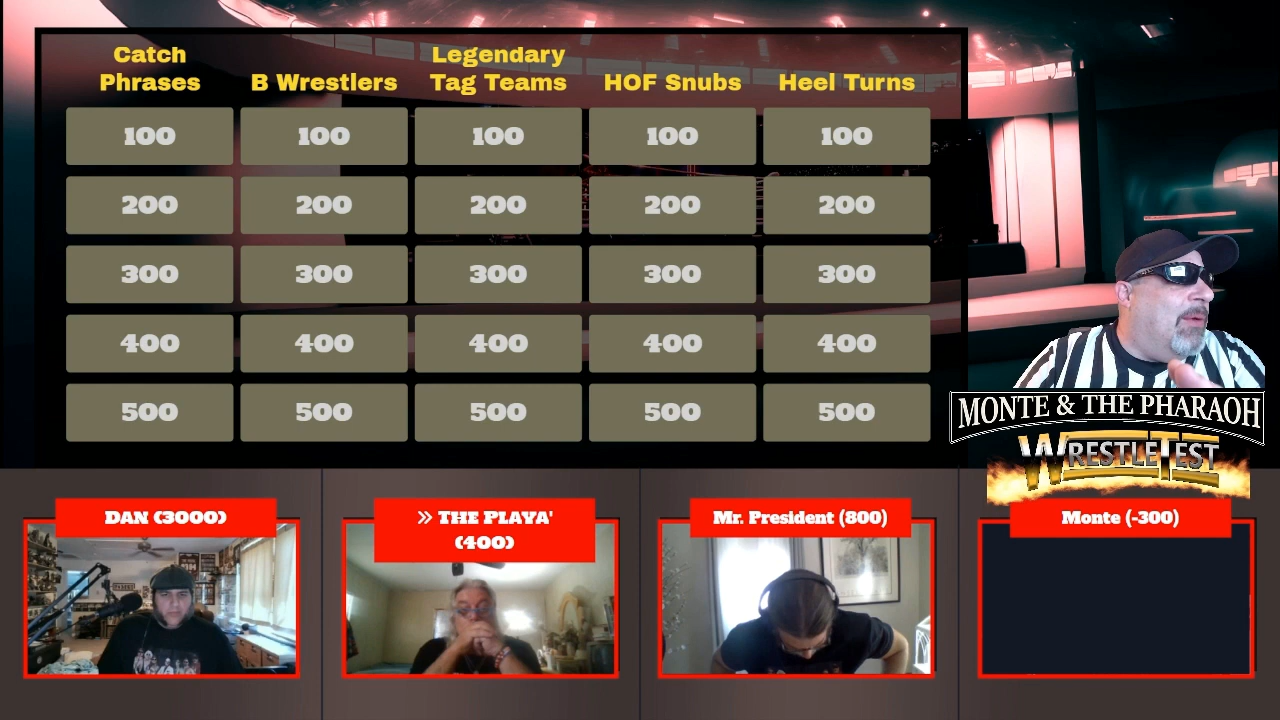 Catch
Phrases
B Wrestlers
Legendary
Tag Teams
HOF Snubs
Heel Turns
100 100 100 100 100
200 200 200 200 200
300 300 300 300 300
400 400 400 400 400
500 500 500 500 500
MONTE & THE PHARAOH
WRESTLETEST
DAN (3000)
» THE PLAYA'
(400)
Mr. President (800)
Monte (-300)